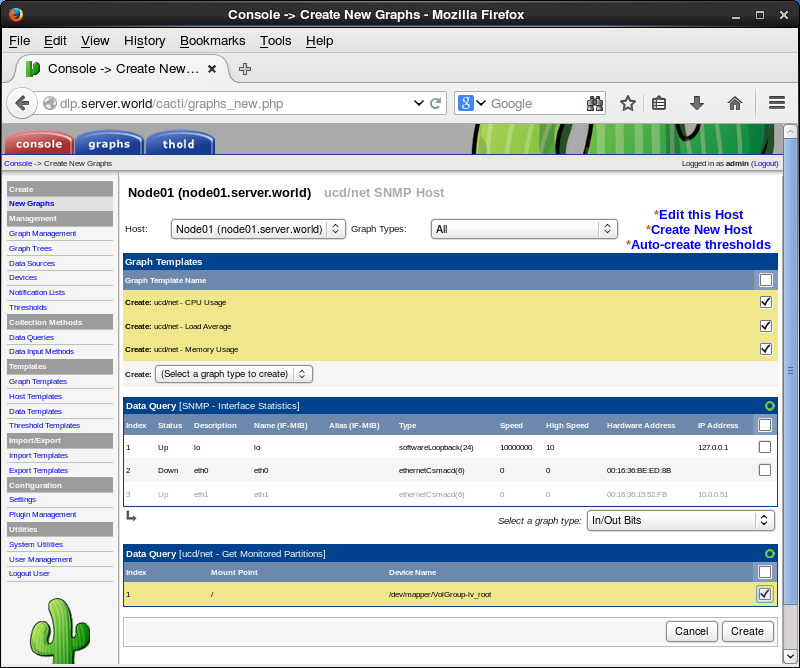 Console -> Create New Graphs - Mozilla Firefox
File Edit View History Bookmarks Tools Help
Console -> Create New...
dlp.server.world/cacti/graphs_new.php
8 Google
console graphs thold
Console -> Create New Graphs
Logged in as admin (Logout)
Create
New Graphs
Management
Graph Management
Graph Trees
Data Sources
Devices
Notification Lists
Thresholds
Collection Methods
Data Queries
Data Input Methods
Templates
Graph Templates
Host Templates
Data Templates
Threshold Templates
Import/Export
Import Templates
Export Templates
Configuration
Settings
Plugin Management
Utilities
System Utilities
User Management
Logout User
Node01 (node01.server.world) ucd/net SNMP Host
Host: Node01 (node01.server.world) Graph Types: All
*Edit this Host
*Create New Host
*Auto-create thresholds
Graph Templates
Graph Template Name
Create: ucd/net - CPU Usage
Create: ucd/net - Load Average
Create: ucd/net - Memory Usage
Create: (Select a graph type to create)
Data Query [SNMP - Interface Statistics]
Index Status Description Name (IF-MIB) Alias (IF-MIB) Type Speed High Speed Hardware Address IP Address
1 Up lo lo softwareLoopback(24) 10000000 10 127.0.0.1
2 Down eth0 eth0 ethernetCsmacd(6) 0 0 00:16:36:BE:ED:8B
3 Up eth1 eth1 ethernetCsmacd(6) 0 0 00:16:36:15:52:FB 10.0.0.51
Select a graph type: In/Out Bits
Data Query [ucd/net - Get Monitored Partitions]
Index Mount Point Device Name
1 / /dev/mapper/VolGroup-lv_root
Cancel Create